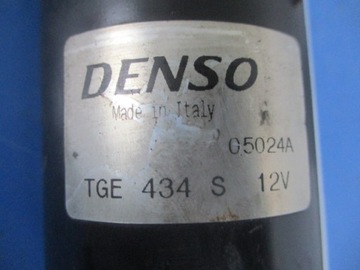 DENSO
Made in Italy
G5024A
TGE 434 S 12V